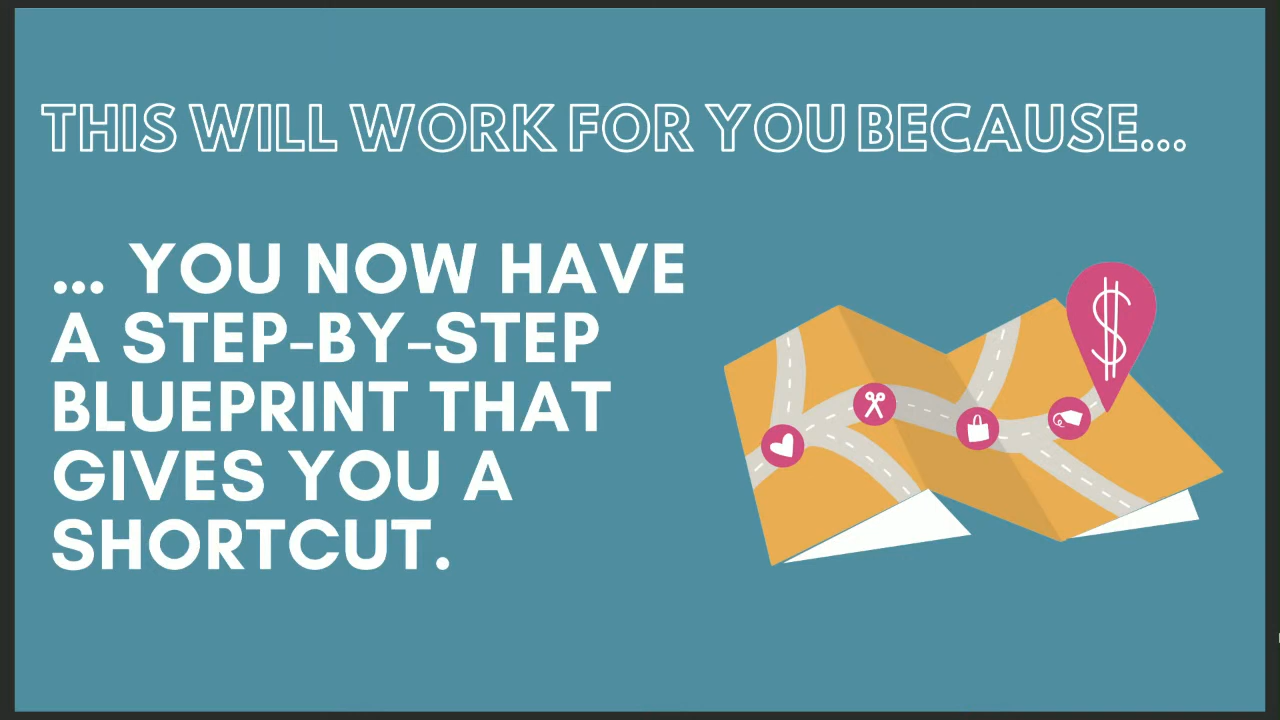 THIS WILL WORK FOR YOU BECAUSE...
... YOU NOW HAVE
A STEP-BY-STEP
BLUEPRINT THAT
GIVES YOU A
SHORTCUT.
$